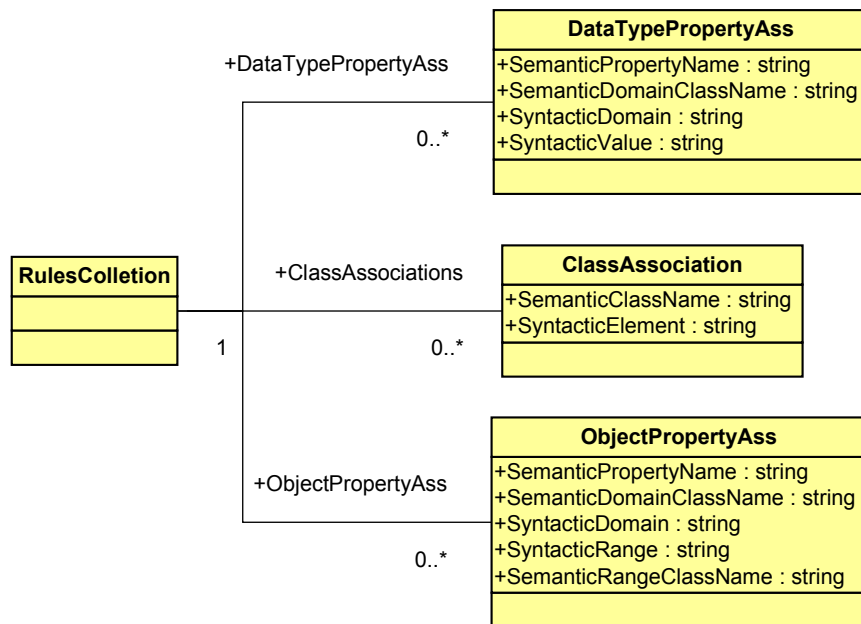 DataTypePropertyAss
+SemanticPropertyName : string
+SemanticDomainClassName : string
+SyntacticDomain : string
+SyntacticValue : string
+DataTypePropertyAss
0..*
RulesColletion
1
+ClassAssociations
0..*
ClassAssociation
+SemanticClassName : string
+SyntacticElement : string
+ObjectPropertyAss
0..*
ObjectPropertyAss
+SemanticPropertyName : string
+SemanticDomainClassName : string
+SyntacticDomain : string
+SyntacticRange : string
+SemanticRangeClassName : string